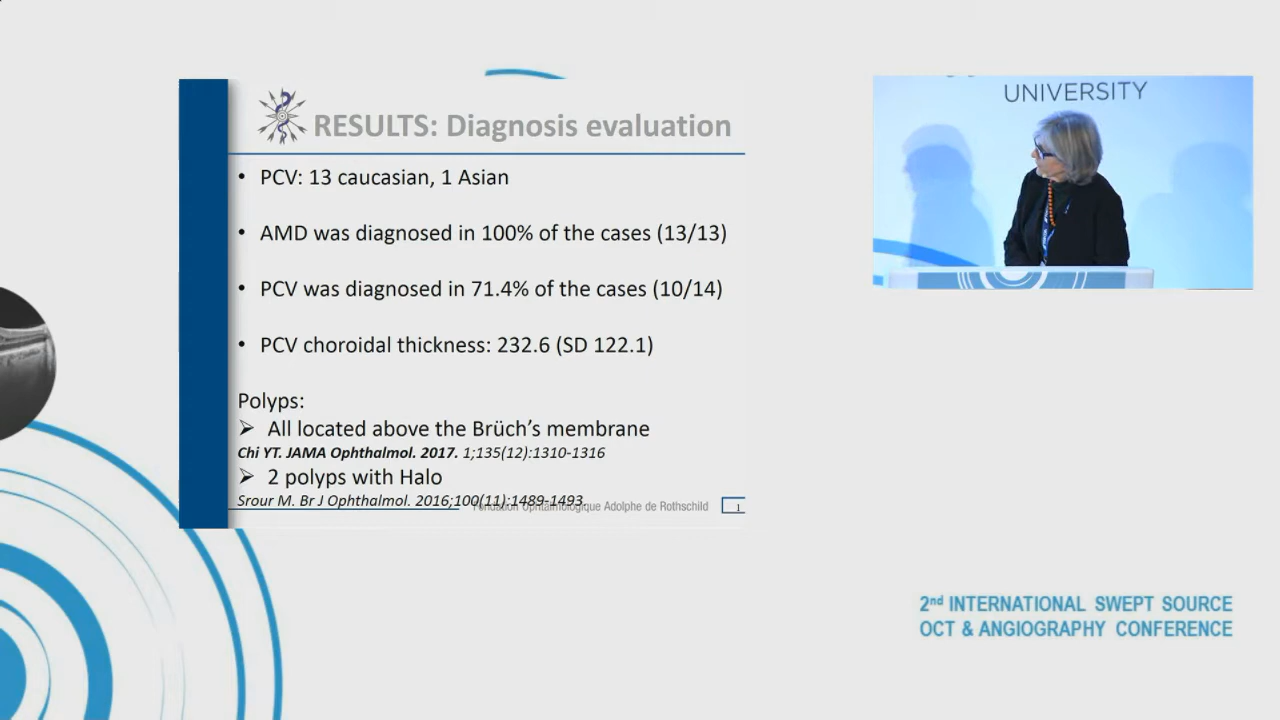 RESULTS: Diagnosis evaluation
• PCV: 13 caucasian, 1 Asian
• AMD was diagnosed in 100% of the cases (13/13)
• PCV was diagnosed in 71.4% of the cases (10/14)
• PCV choroidal thickness: 232.6 (SD 122.1)
Polyps:
➢ All located above the Brüch’s membrane
Chi YT. JAMA Ophthalmol. 2017. 1;135(12):1310-1316
➢ 2 polyps with Halo
Srour M. Br J Ophthalmol. 2016;100(11):1489-1493.
Fondation Ophtalmologique Adolphe de Rothschild
1
UNIVERSITY
2nd INTERNATIONAL SWEPT SOURCE
OCT & ANGIOGRAPHY CONFERENCE